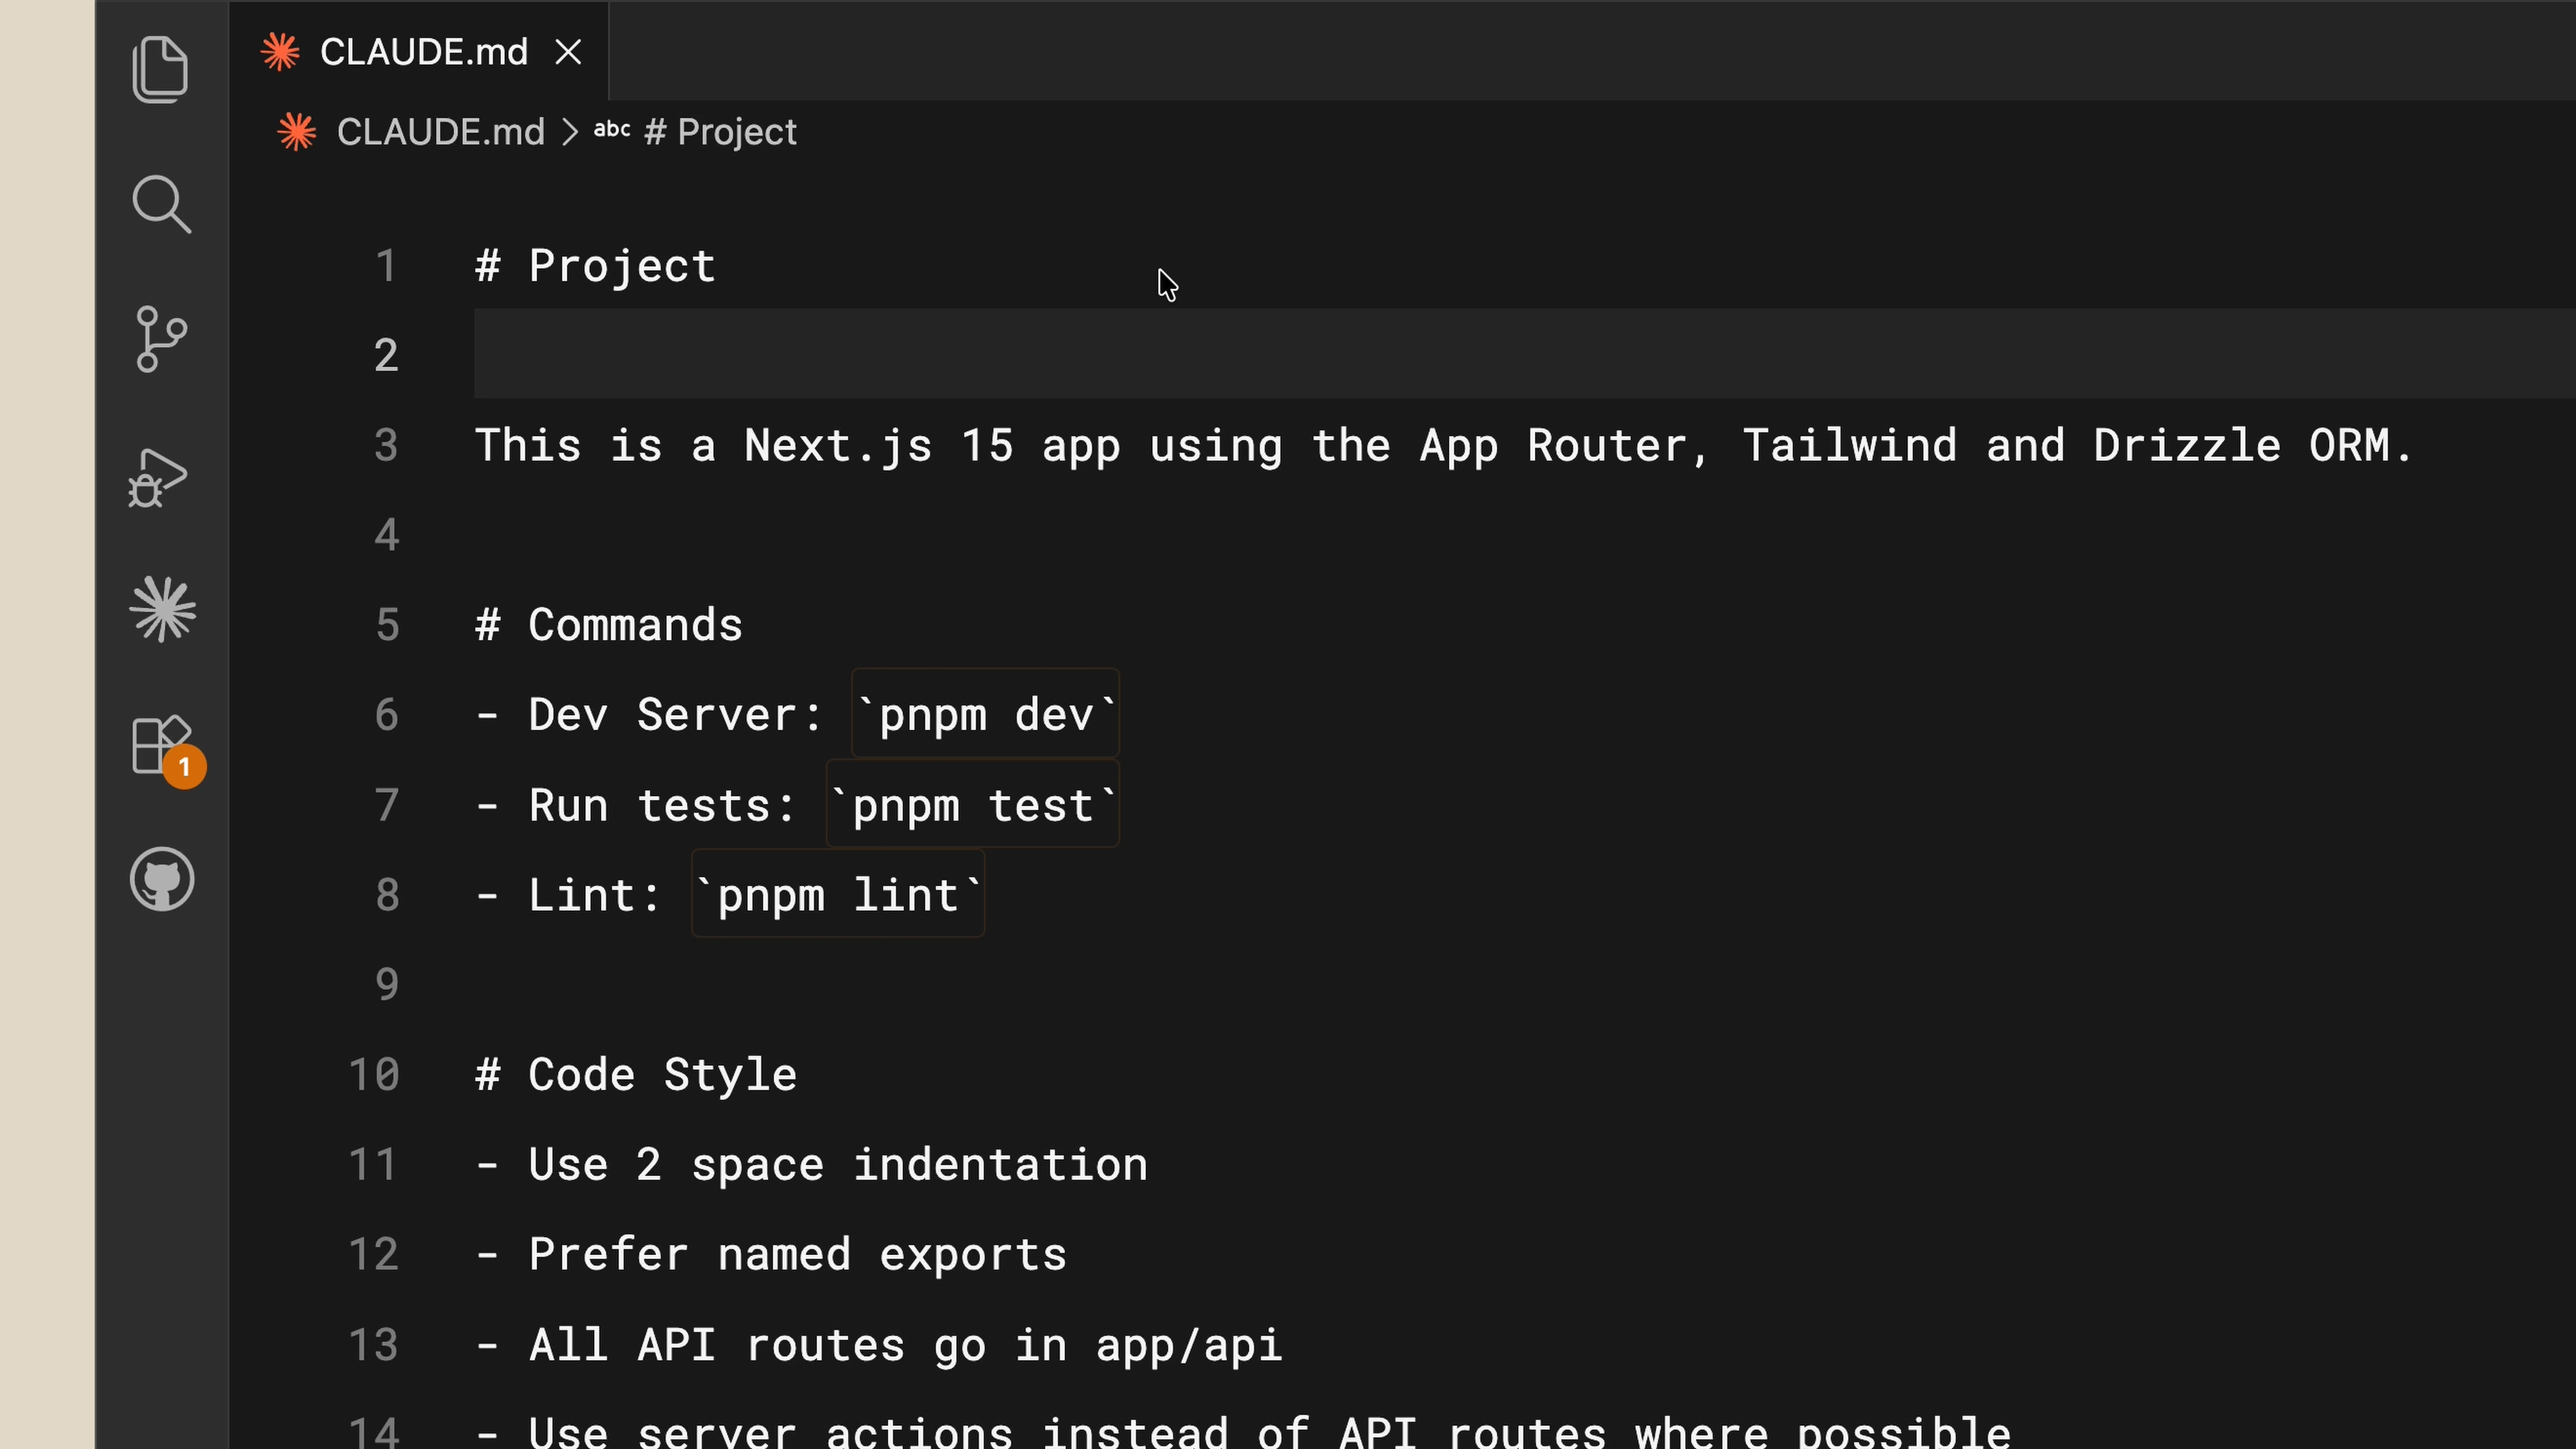 CLAUDE.md
CLAUDE.md > abc # Project
1 # Project
2
3 This is a Next.js 15 app using the App Router, Tailwind and Drizzle ORM.
4
5 # Commands
6 - Dev Server: `pnpm dev`
7 - Run tests: `pnpm test`
8 - Lint: `pnpm lint`
9
10 # Code Style
11 - Use 2 space indentation
12 - Prefer named exports
13 - All API routes go in app/api
14 - Use server actions instead of API routes where possible
1